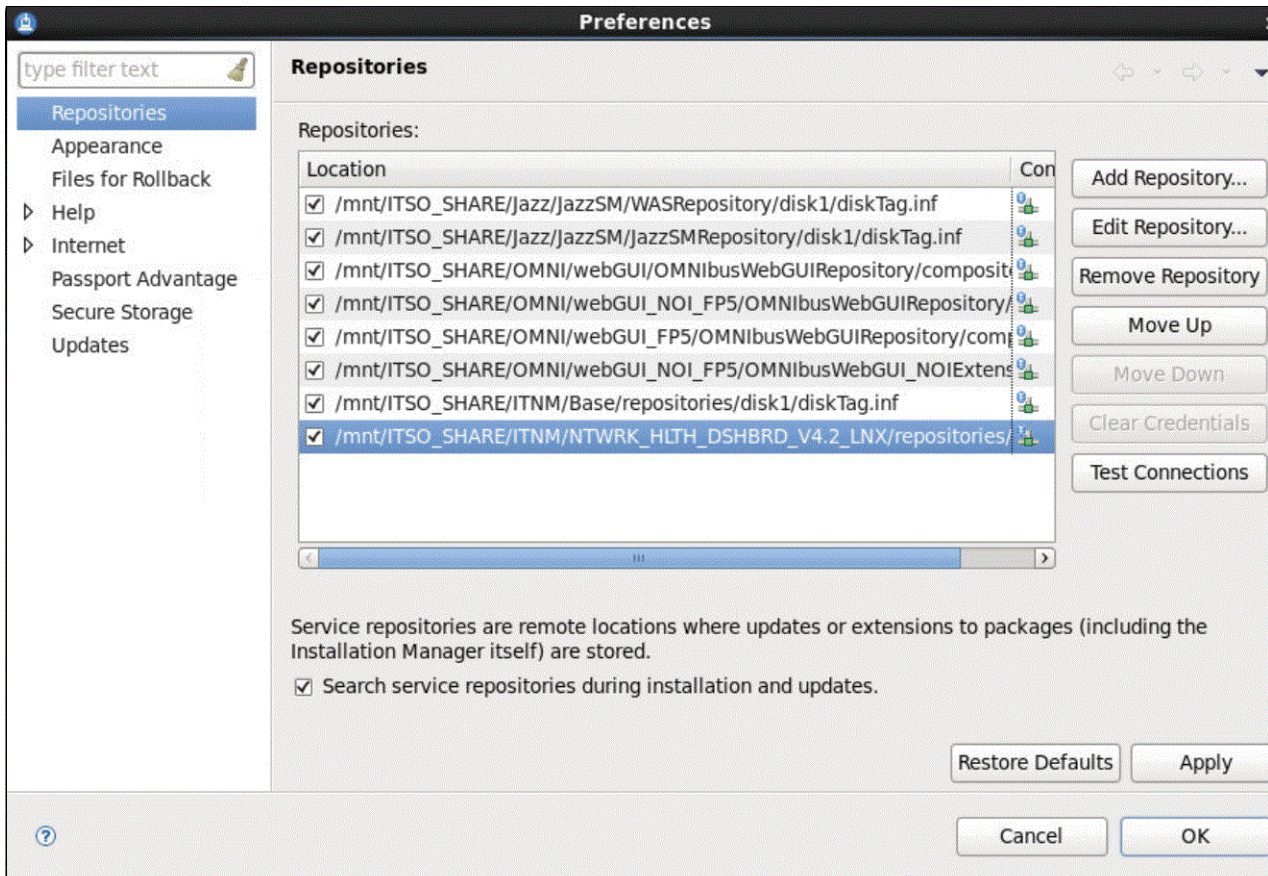 Preferences
type filter text
Repositories
Appearance
Files for Rollback
Help
Internet
Passport Advantage
Secure Storage
Updates
Repositories
Repositories:
Location Con
/mnt/ITSO_SHARE/Jazz/JazzSM/WASRepository/disk1/diskTag.inf
/mnt/ITSO_SHARE/Jazz/JazzSM/JazzSMRepository/disk1/diskTag.inf
/mnt/ITSO_SHARE/OMNI/webGUI/OMNIbusWebGUIRepository/composite
/mnt/ITSO_SHARE/OMNI/webGUI_NOI_FP5/OMNIbusWebGUIRepository/
/mnt/ITSO_SHARE/OMNI/webGUI_FP5/OMNIbusWebGUIRepository/com
/mnt/ITSO_SHARE/OMNI/webGUI_NOI_FP5/OMNIbusWebGUI_NOIExtens
/mnt/ITSO_SHARE/ITNM/Base/repositories/disk1/diskTag.inf
/mnt/ITSO_SHARE/ITNM/NTWRK_HLTH_DSHBRD_V4.2_LNX/repositories/
Add Repository...
Edit Repository...
Remove Repository
Move Up
Move Down
Clear Credentials
Test Connections
Service repositories are remote locations where updates or extensions to packages (including the
Installation Manager itself) are stored.
Search service repositories during installation and updates.
Restore Defaults
Apply
?
Cancel
OK